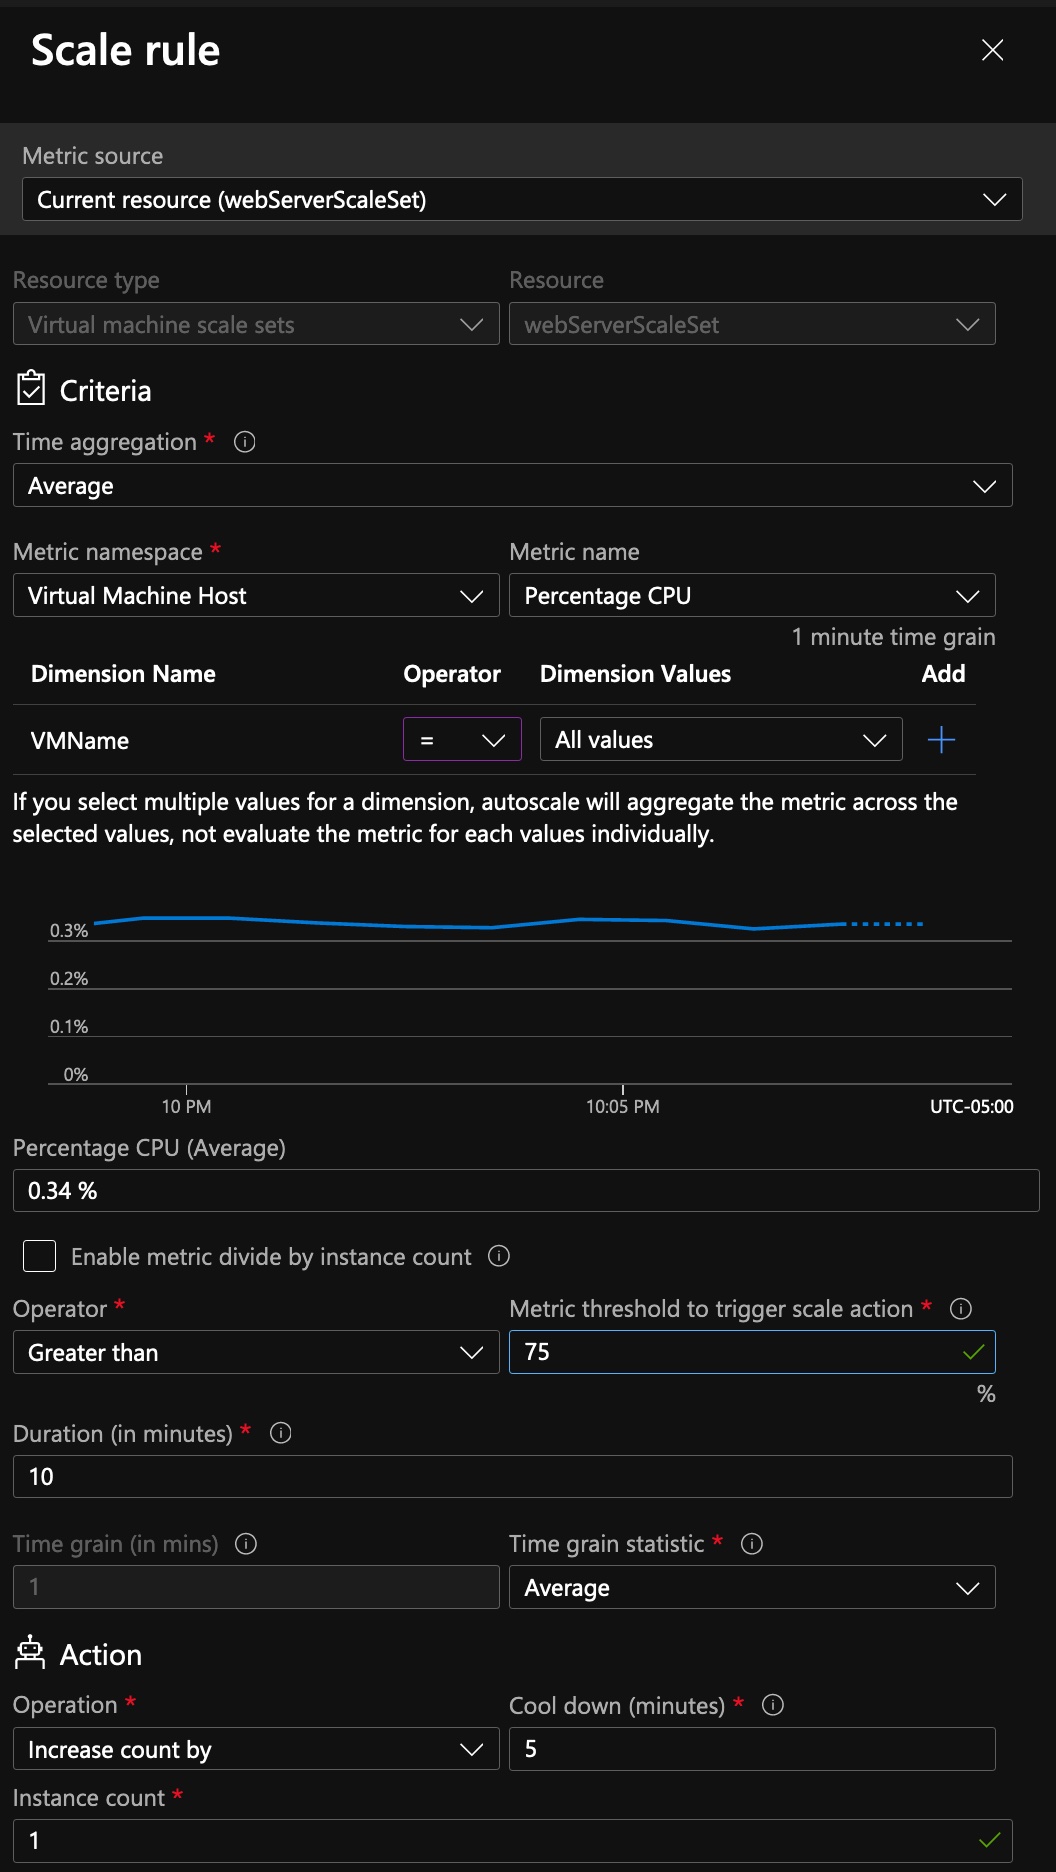 Scale rule
Metric source
Current resource (webServerScaleSet)
Resource type
Resource
Virtual machine scale sets
webServerScaleSet
Criteria
Time aggregation *
Average
Metric namespace *
Metric name
Virtual Machine Host
Percentage CPU
1 minute time grain
Dimension Name Operator Dimension Values Add
VMName = All values +
If you select multiple values for a dimension, autoscale will aggregate the metric across the
selected values, not evaluate the metric for each values individually.
0.3%
0.2%
0.1%
0%
10 PM 10:05 PM UTC-05:00
Percentage CPU (Average)
0.34 %
Enable metric divide by instance count
Operator *
Metric threshold to trigger scale action *
Greater than
75
%
Duration (in minutes) *
10
Time grain (in mins)
Time grain statistic *
1
Average
Action
Operation *
Cool down (minutes) *
Increase count by
5
Instance count *
1